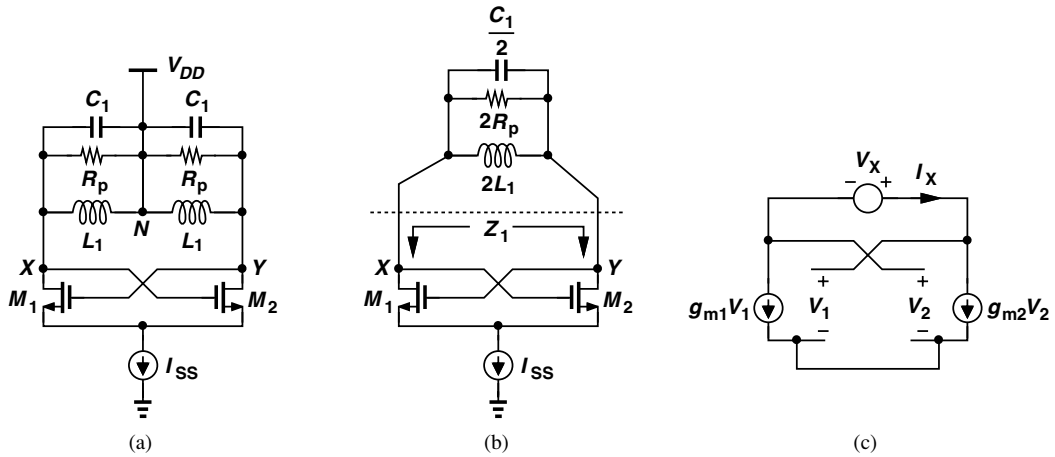 V_DD
C_1 C_1
R_p R_p
L_1 N L_1
X Y
M_1 M_2
I_SS
(a)
C_1
2
2R_p
2L_1
Z_1
X Y
M_1 M_2
I_SS
(b)
V_X
− + I_X
+ +
g_m1V_1 V_1 V_2 g_m2V_2
− −
(c)